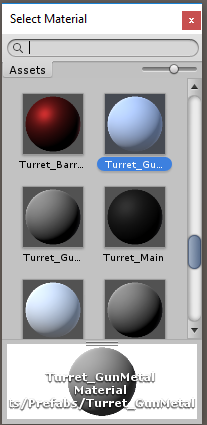 Select Material
x
Assets
Turret_Barr...
Turret_Gu...
Turret_Gu...
Turret_Main
Turret_GunMetal
Material
ts/Prefabs/Turret_GunMetal